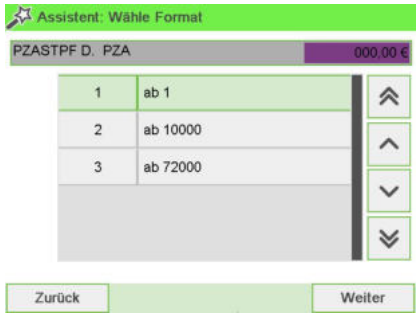 Assistent: Wähle Format
PZASTPF D. PZA 000,00 €
1 ab 1
2 ab 10000
3 ab 72000
Zurück Weiter